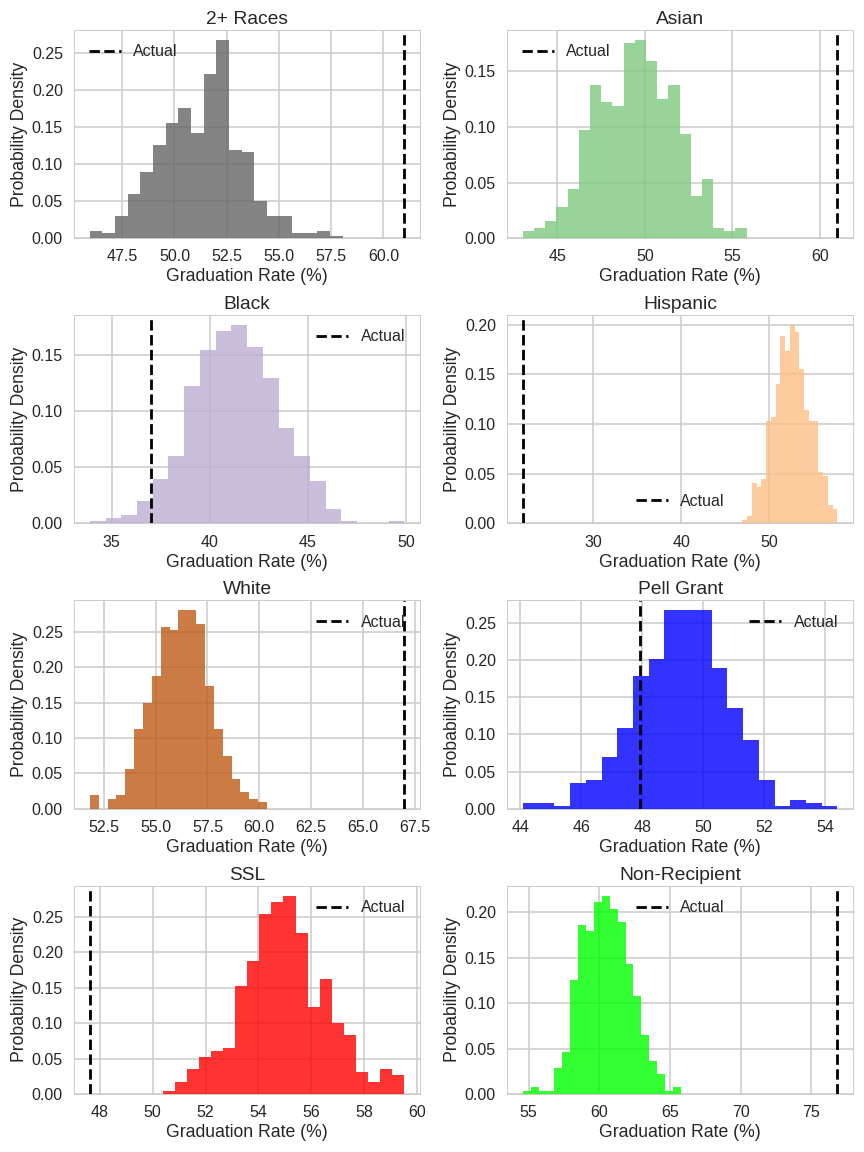 2+ Races
Probability Density
0.25
0.20
0.15
0.10
0.05
0.00
Actual
47.5 50.0 52.5 55.0 57.5 60.0
Graduation Rate (%)
Asian
Probability Density
0.15
0.10
0.05
0.00
Actual
45 50 55 60
Graduation Rate (%)
Black
Probability Density
0.15
0.10
0.05
0.00
Actual
35 40 45 50
Graduation Rate (%)
Hispanic
Probability Density
0.20
0.15
0.10
0.05
0.00
Actual
30 40 50
Graduation Rate (%)
White
Probability Density
0.25
0.20
0.15
0.10
0.05
0.00
Actual
52.5 55.0 57.5 60.0 62.5 65.0 67.5
Graduation Rate (%)
Pell Grant
Probability Density
0.25
0.20
0.15
0.10
0.05
0.00
Actual
44 46 48 50 52 54
Graduation Rate (%)
SSL
Probability Density
0.25
0.20
0.15
0.10
0.05
0.00
Actual
48 50 52 54 56 58 60
Graduation Rate (%)
Non-Recipient
Probability Density
0.20
0.15
0.10
0.05
0.00
Actual
55 60 65 70 75
Graduation Rate (%)